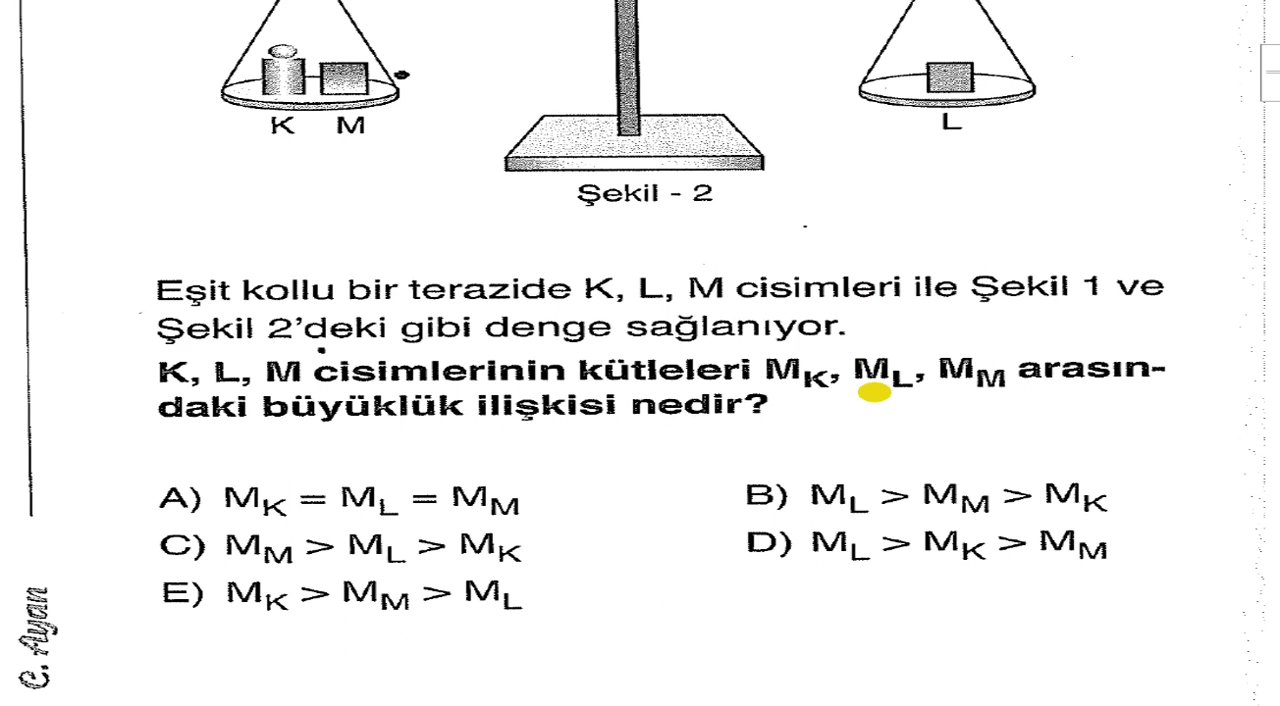 K M
L
Şekil - 2
Eşit kollu bir terazide K, L, M cisimleri ile Şekil 1 ve
Şekil 2'deki gibi denge sağlanıyor.
K, L, M cisimlerinin kütleleri MK, ML, MM arasın-
daki büyüklük ilişkisi nedir?
A) MK = ML = MM
B) ML > MM > MK
C) MM > ML > MK
D) ML > MK > MM
E) MK > MM > ML
C. Ayan